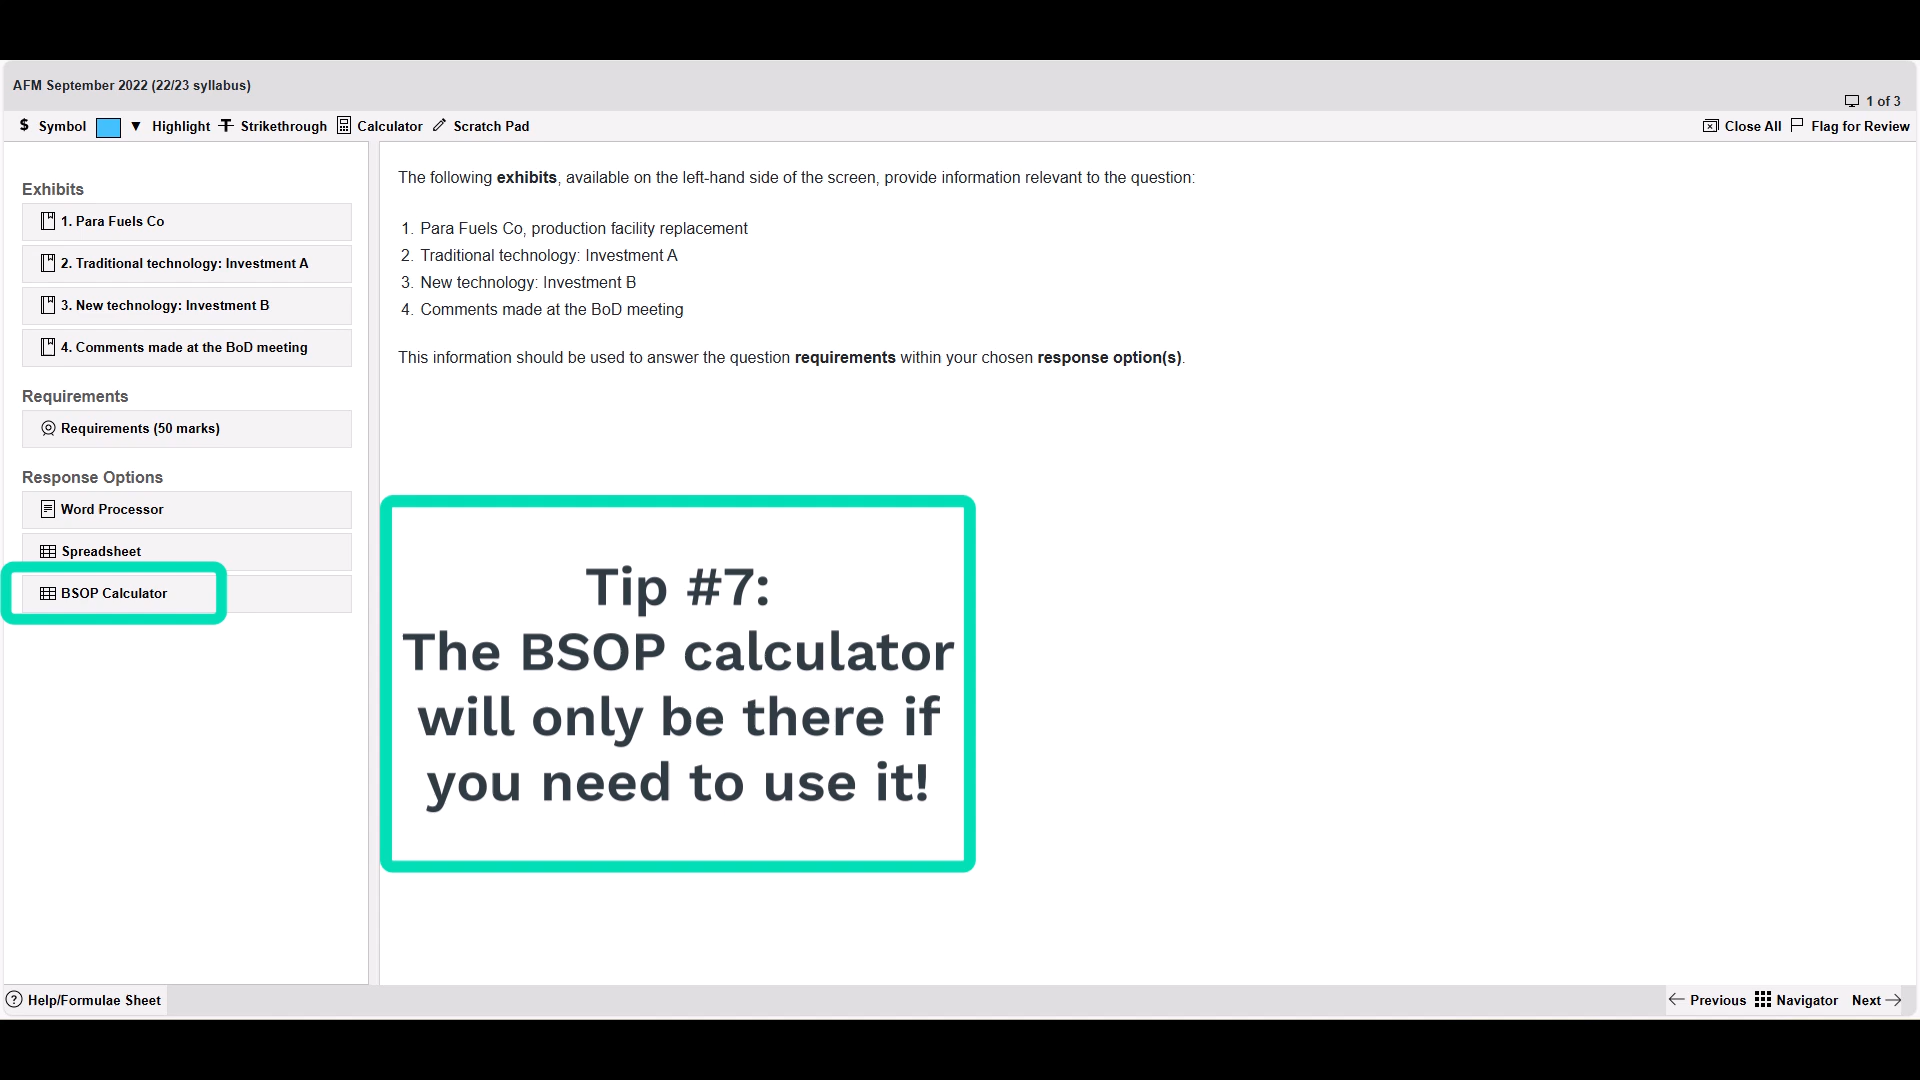 AFM September 2022 (22/23 syllabus)
1 of 3
$ Symbol ▼ Highlight Strikethrough Calculator Scratch Pad Close All Flag for Review
Exhibits
1. Para Fuels Co
2. Traditional technology: Investment A
3. New technology: Investment B
4. Comments made at the BoD meeting
Requirements
Requirements (50 marks)
Response Options
Word Processor
Spreadsheet
BSOP Calculator
The following exhibits, available on the left-hand side of the screen, provide information relevant to the question:
1. Para Fuels Co, production facility replacement
2. Traditional technology: Investment A
3. New technology: Investment B
4. Comments made at the BoD meeting
This information should be used to answer the question requirements within your chosen response option(s).
Tip #7:
The BSOP calculator
will only be there if
you need to use it!
? Help/Formulae Sheet
← Previous Navigator Next →